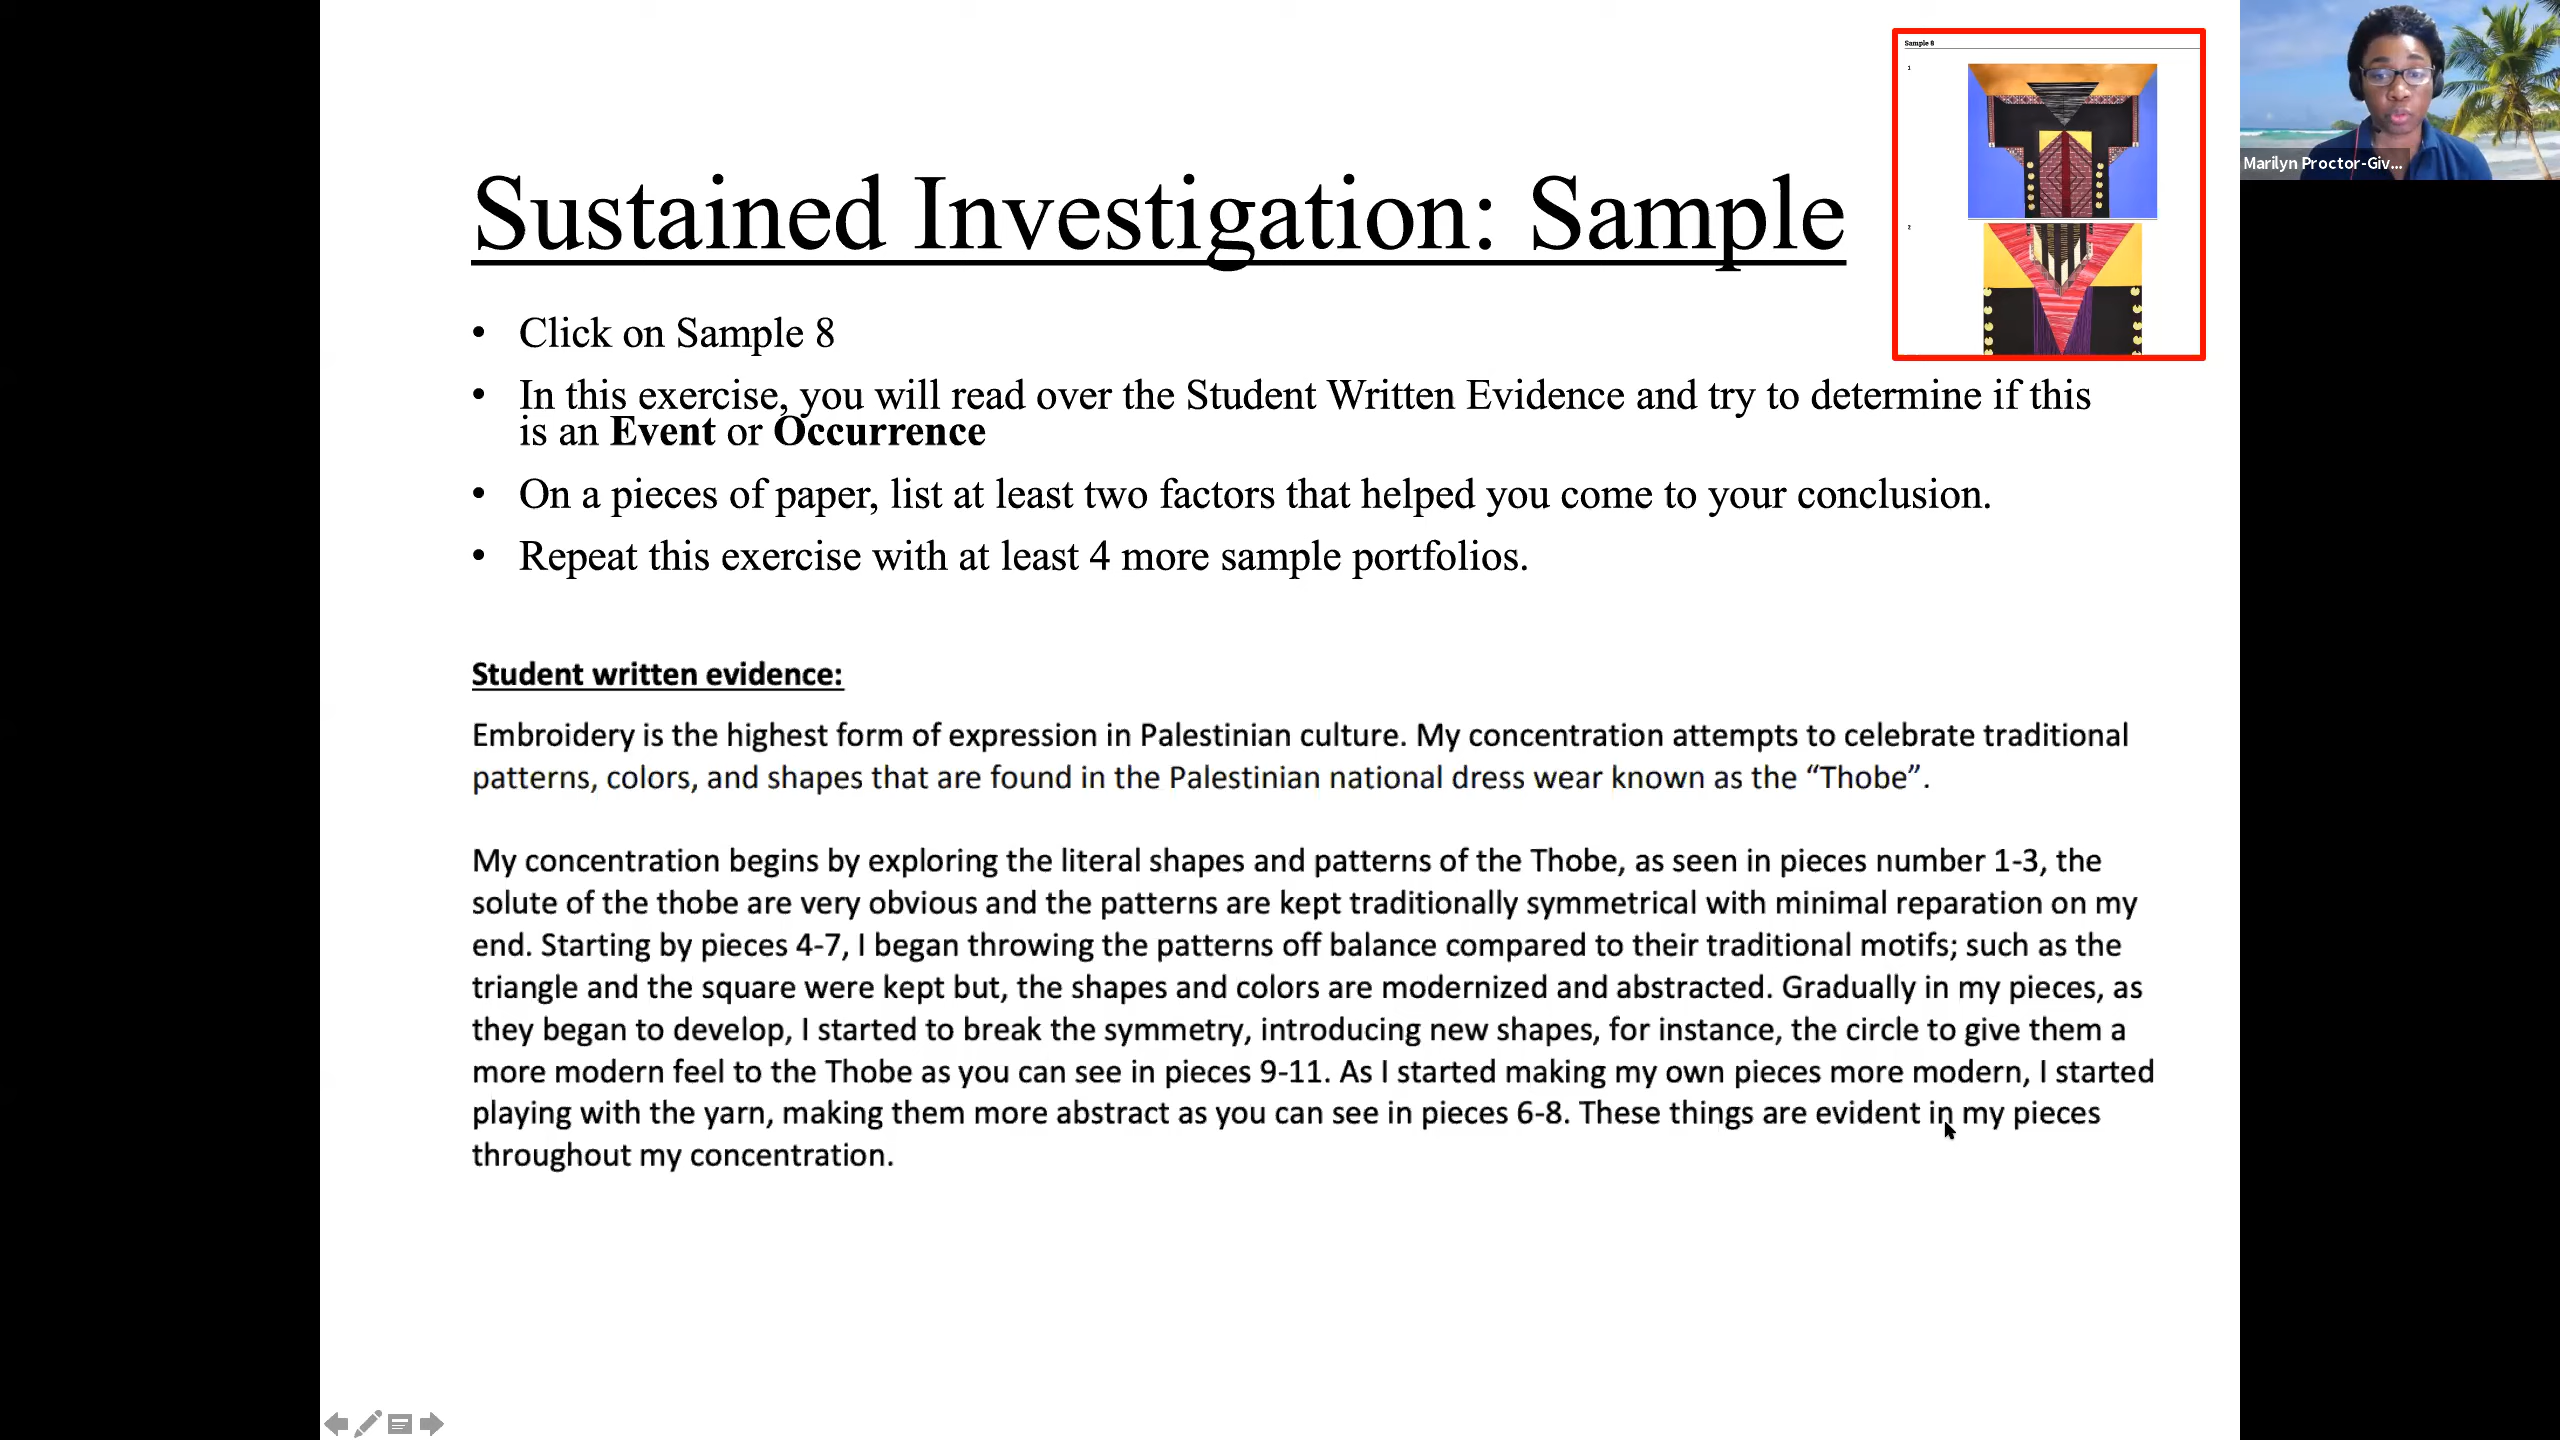 Sample 8
1
2
Marilyn Proctor-Giv...
Sustained Investigation: Sample
• Click on Sample 8
• In this exercise, you will read over the Student Written Evidence and try to determine if this
is an Event or Occurrence
• On a pieces of paper, list at least two factors that helped you come to your conclusion.
• Repeat this exercise with at least 4 more sample portfolios.
Student written evidence:
Embroidery is the highest form of expression in Palestinian culture. My concentration attempts to celebrate traditional
patterns, colors, and shapes that are found in the Palestinian national dress wear known as the “Thobe”.
My concentration begins by exploring the literal shapes and patterns of the Thobe, as seen in pieces number 1-3, the
solute of the thobe are very obvious and the patterns are kept traditionally symmetrical with minimal reparation on my
end. Starting by pieces 4-7, I began throwing the patterns off balance compared to their traditional motifs; such as the
triangle and the square were kept but, the shapes and colors are modernized and abstracted. Gradually in my pieces, as
they began to develop, I started to break the symmetry, introducing new shapes, for instance, the circle to give them a
more modern feel to the Thobe as you can see in pieces 9-11. As I started making my own pieces more modern, I started
playing with the yarn, making them more abstract as you can see in pieces 6-8. These things are evident in my pieces
throughout my concentration.